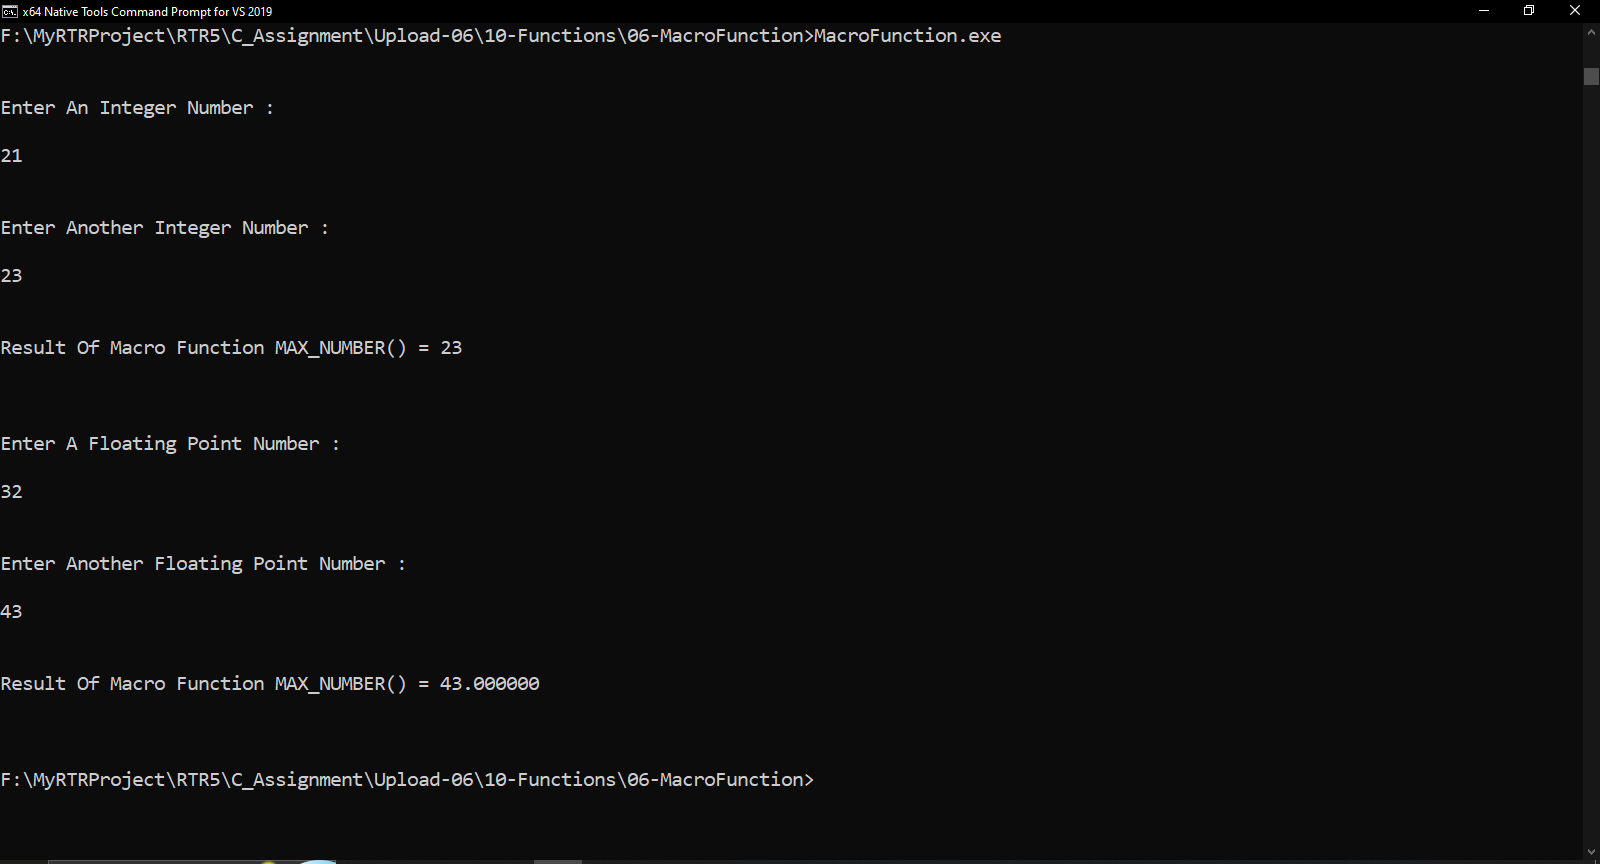 x64 Native Tools Command Prompt for VS 2019
F:\MyRTRProject\RTR5\C_Assignment\Upload-06\10-Functions\06-MacroFunction>MacroFunction.exe
Enter An Integer Number :
21
Enter Another Integer Number :
23
Result Of Macro Function MAX_NUMBER() = 23
Enter A Floating Point Number :
32
Enter Another Floating Point Number :
43
Result Of Macro Function MAX_NUMBER() = 43.000000
F:\MyRTRProject\RTR5\C_Assignment\Upload-06\10-Functions\06-MacroFunction>